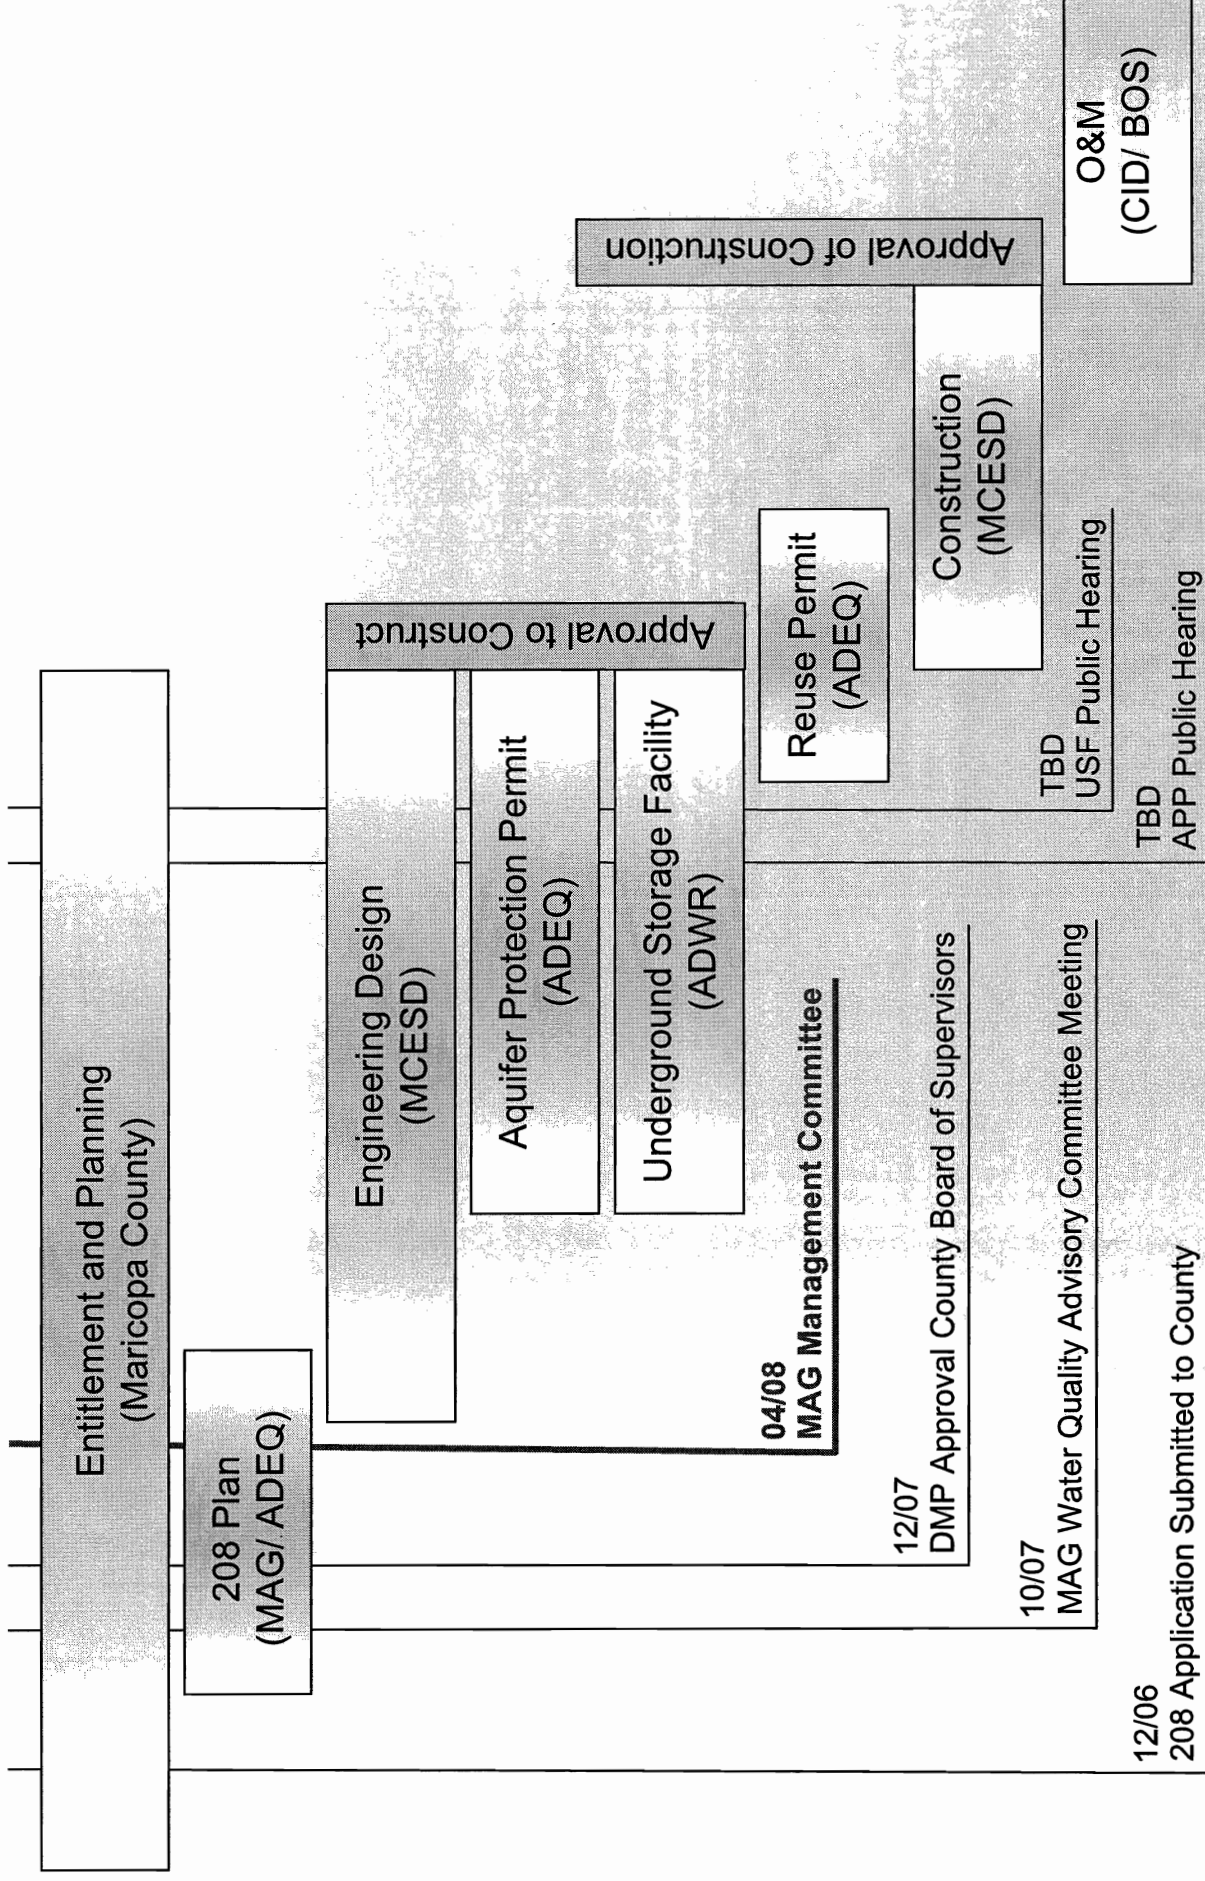 Entitlement and Planning
(Maricopa County)
208 Plan
(MAG/ ADEQ)
Engineering Design
(MCESD)
Aquifer Protection Permit
(ADEQ)
Underground Storage Facility
(ADWR)
Approval to Construct
Reuse Permit
(ADEQ)
Construction
(MCESD)
Approval of Construction
O&M
(CID/ BOS)
04/08
MAG Management Committee
12/07
DMP Approval County Board of Supervisors
10/07
MAG Water Quality Advisory Committee Meeting
12/06
208 Application Submitted to County
TBD
USF Public Hearing
TBD
APP Public Hearing